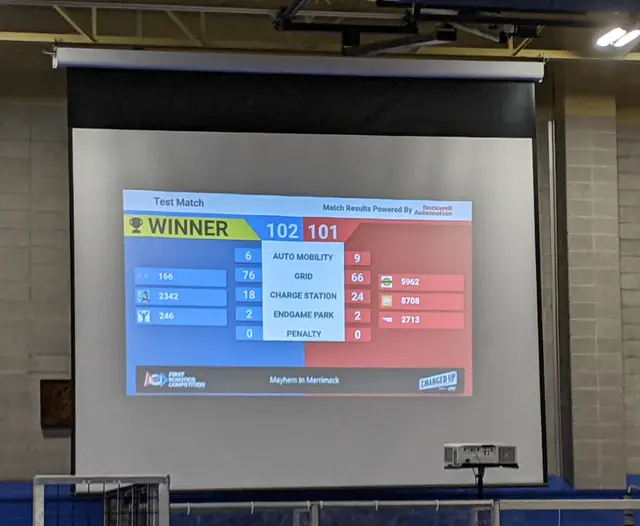 Test Match
Match Results Powered By Rockwell Automation
WINNER 102 101
6 AUTO MOBILITY 9
76 GRID 66
166 5962
18 CHARGE STATION 24
2342 8708
2 ENDGAME PARK 2
246 2713
0 PENALTY 0
FIRST ROBOTICS COMPETITION
Mayhem In Merrimack
CHARGED UP